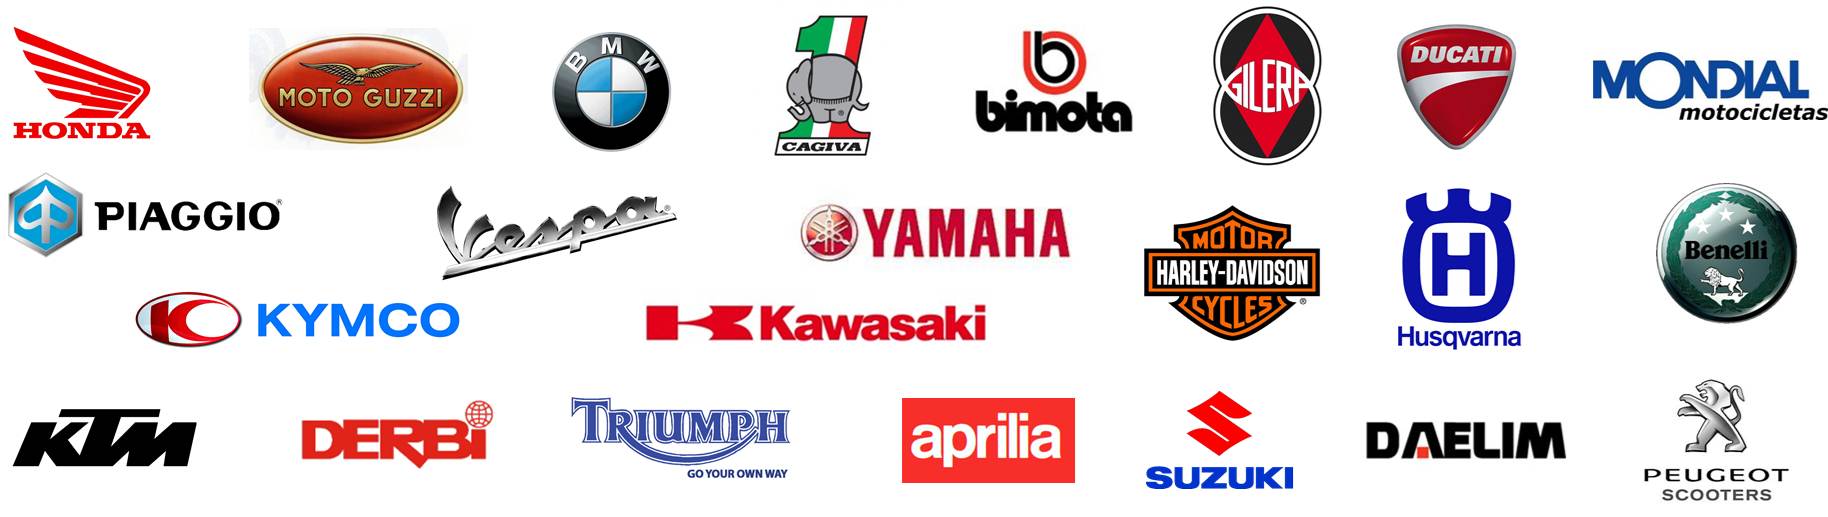 HONDA
MOTO GUZZI
BMW
1
CAGIVA
b
bimota
GILERA
DUCATI
MONDIAL
motocicletas
PIAGGIO®
Vespa®
YAMAHA
MOTOR
HARLEY-DAVIDSON
CYCLES®
H
Husqvarna
Benelli
K KYMCO
Kawasaki
KTM
DERBi
TRIUMPH
GO YOUR OWN WAY
aprilia
S
SUZUKI
DAELIM
PEUGEOT
SCOOTERS